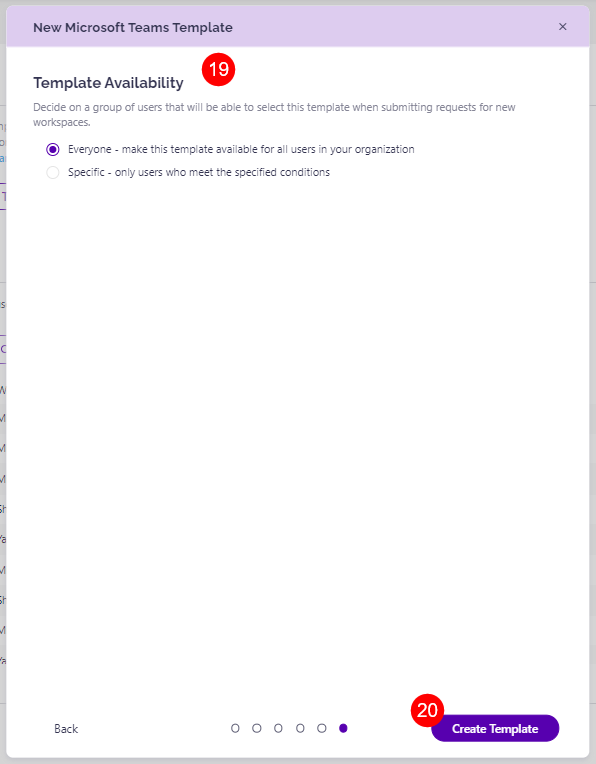 New Microsoft Teams Template
19
Template Availability
Decide on a group of users that will be able to select this template when submitting requests for new
workspaces.
Everyone - make this template available for all users in your organization
Specific - only users who meet the specified conditions
20
Back
Create Template